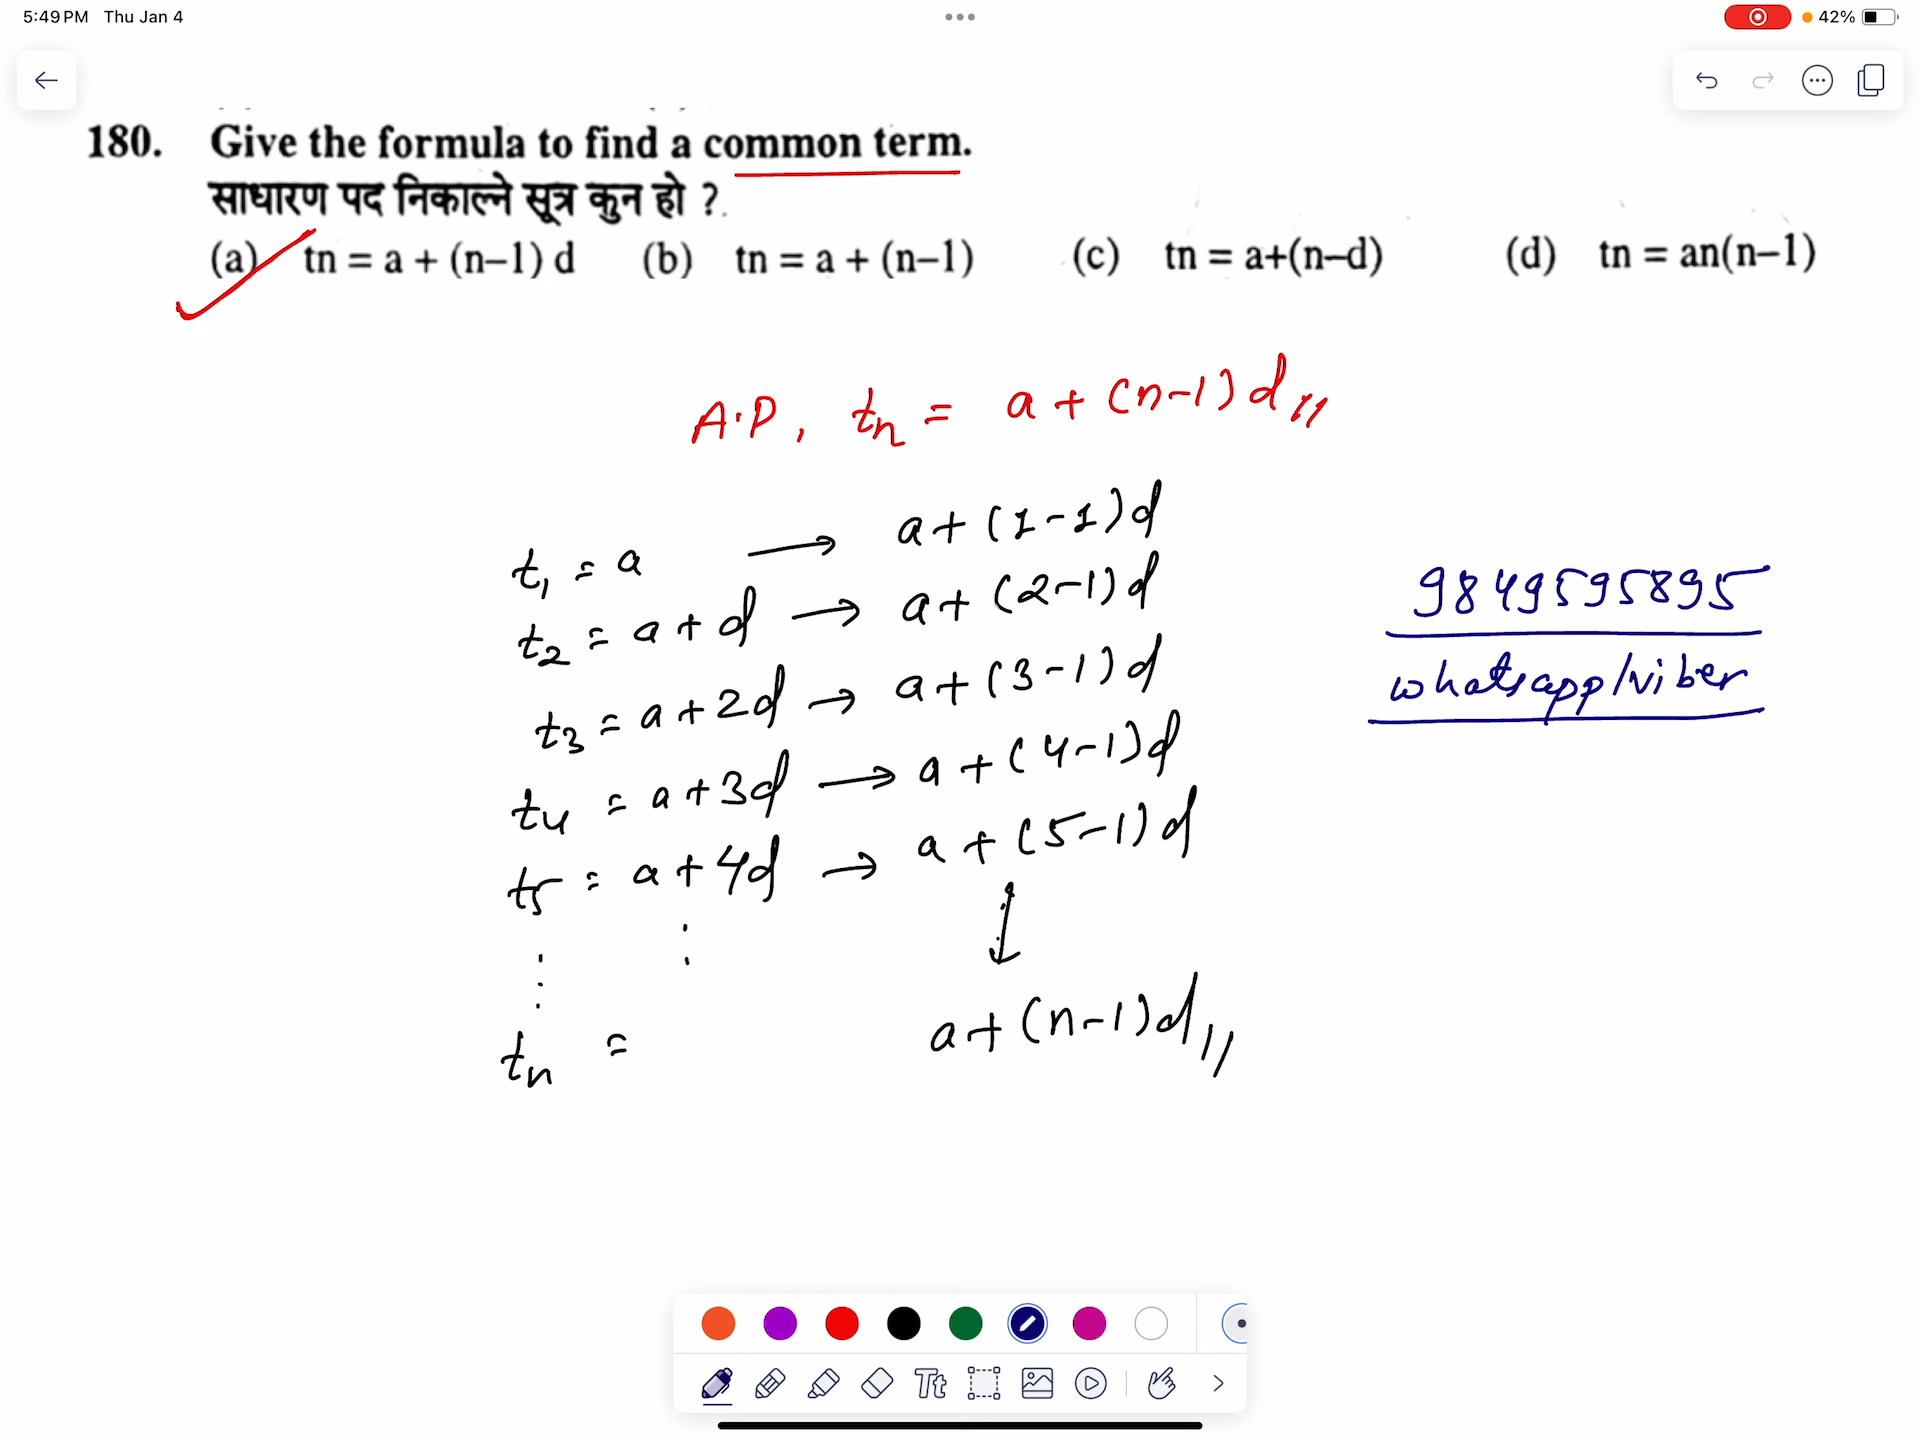 5:49 PM Thu Jan 4
42%
180. Give the formula to find a common term.
साधारण पद निकाल्ने सूत्र कुन हो ?
(a) tn = a + (n–1) d (b) tn = a + (n–1) (c) tn = a+(n–d) (d) tn = an(n–1)
A.P, tn = a + (n-1)d //
t1 = a → a + (1-1)d
t2 = a + d → a + (2-1)d
t3 = a + 2d → a + (3-1)d
t4 = a + 3d → a + (4-1)d
t5 = a + 4d → a + (5-1)d
tn = a + (n-1)d //
9849595895
whatsapp/viber
Tt